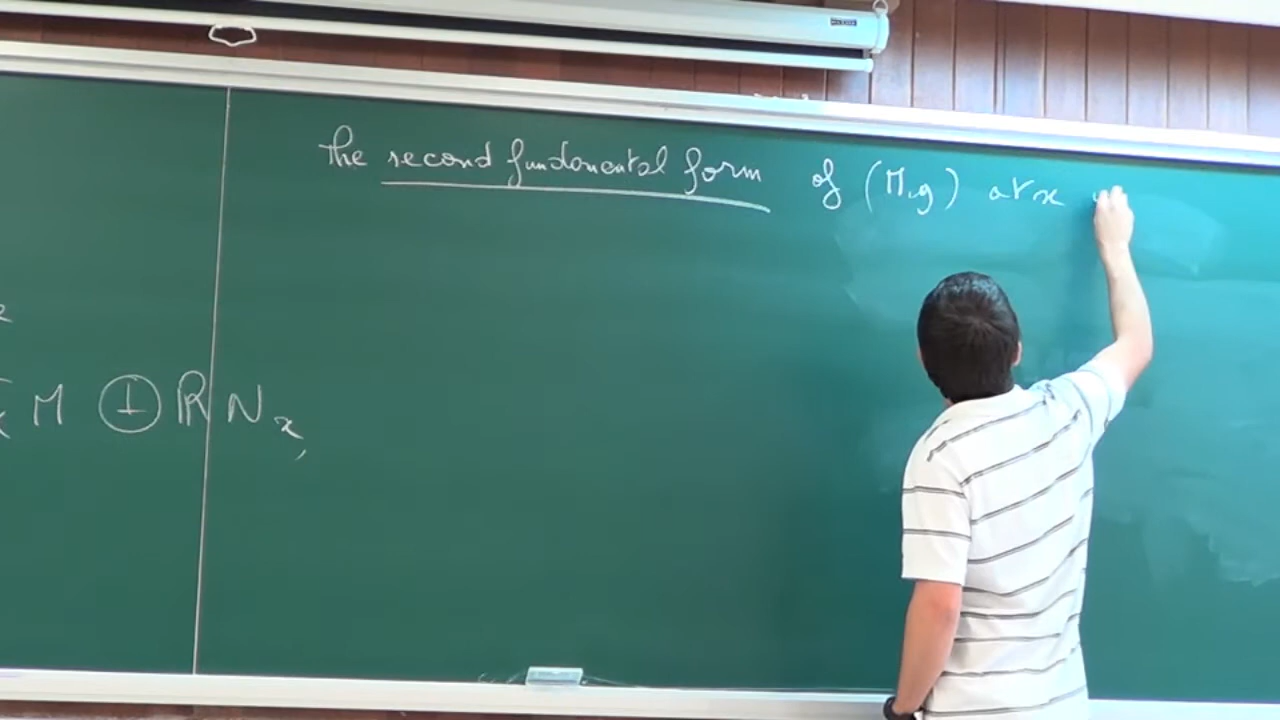 the second fundamental form of (M,g) at x
M ⊕ ℝ N_x,